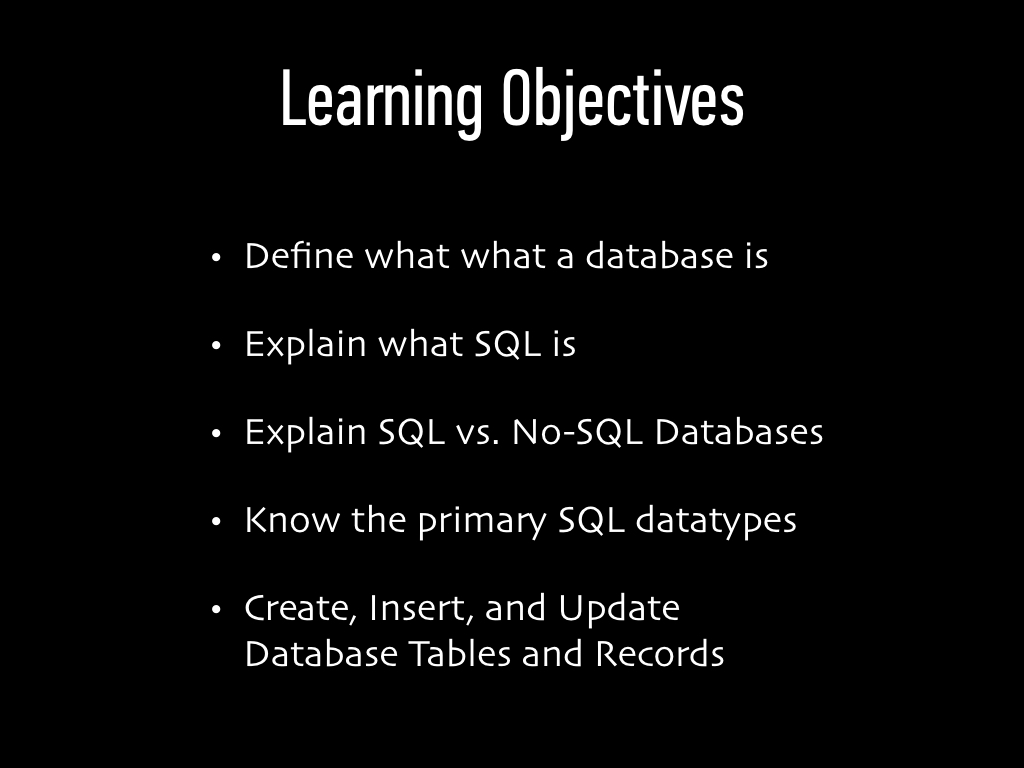 Learning Objectives
• Define what what a database is
• Explain what SQL is
• Explain SQL vs. No-SQL Databases
• Know the primary SQL datatypes
• Create, Insert, and Update
Database Tables and Records